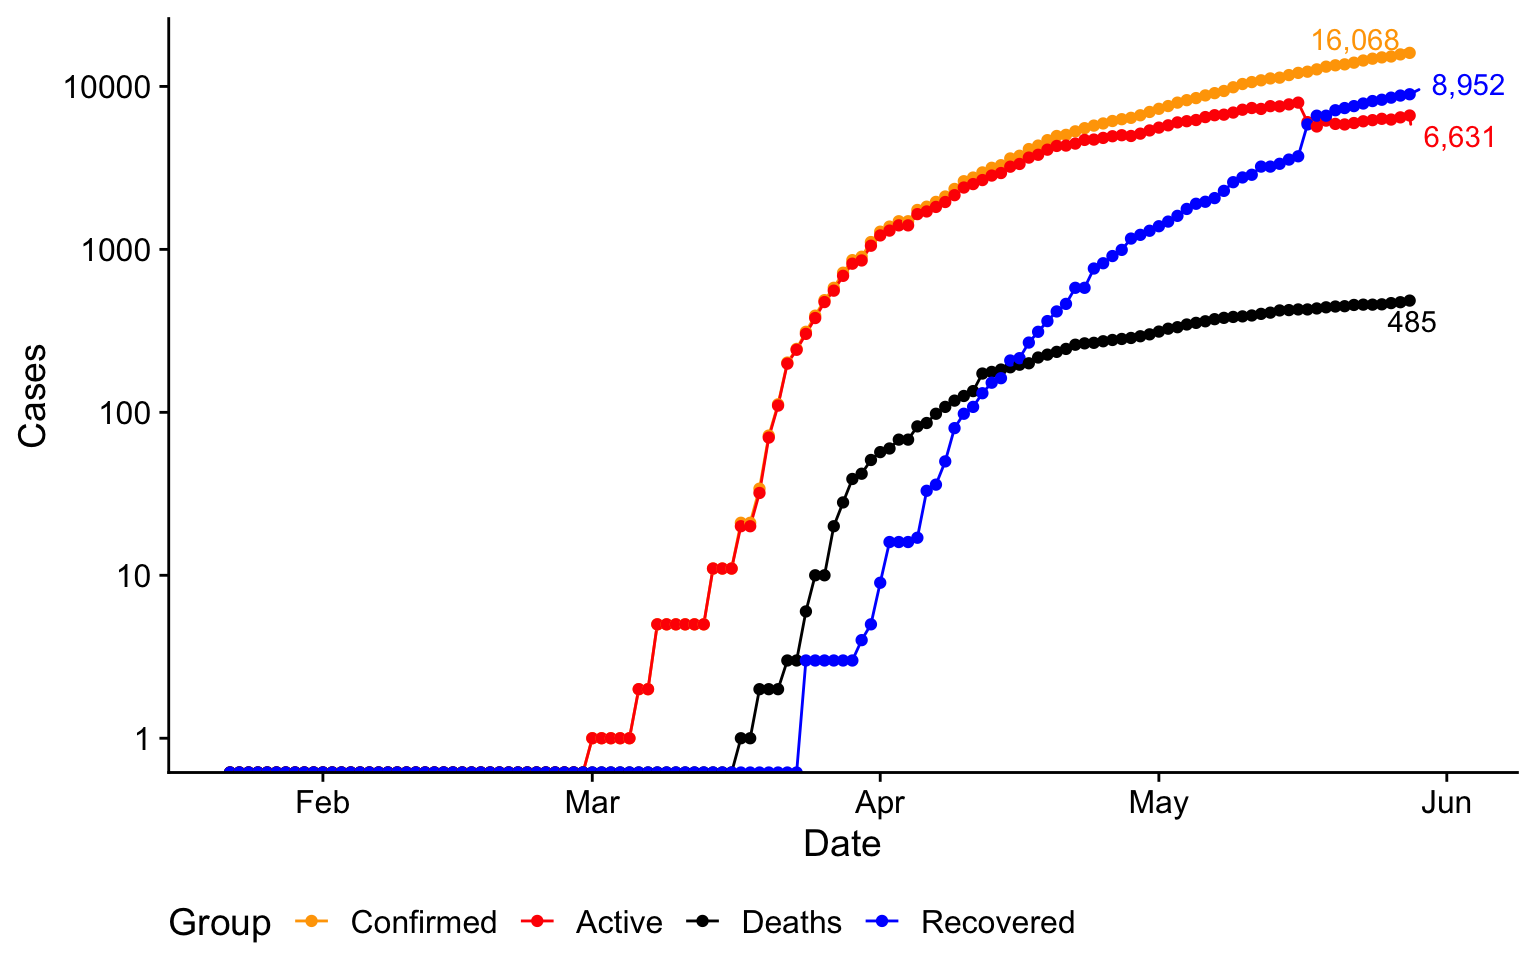 16,068
10000
8,952
6,631
1000
485
100
10
1
Cases
Feb Mar Apr May Jun
Date
Group Confirmed Active Deaths Recovered